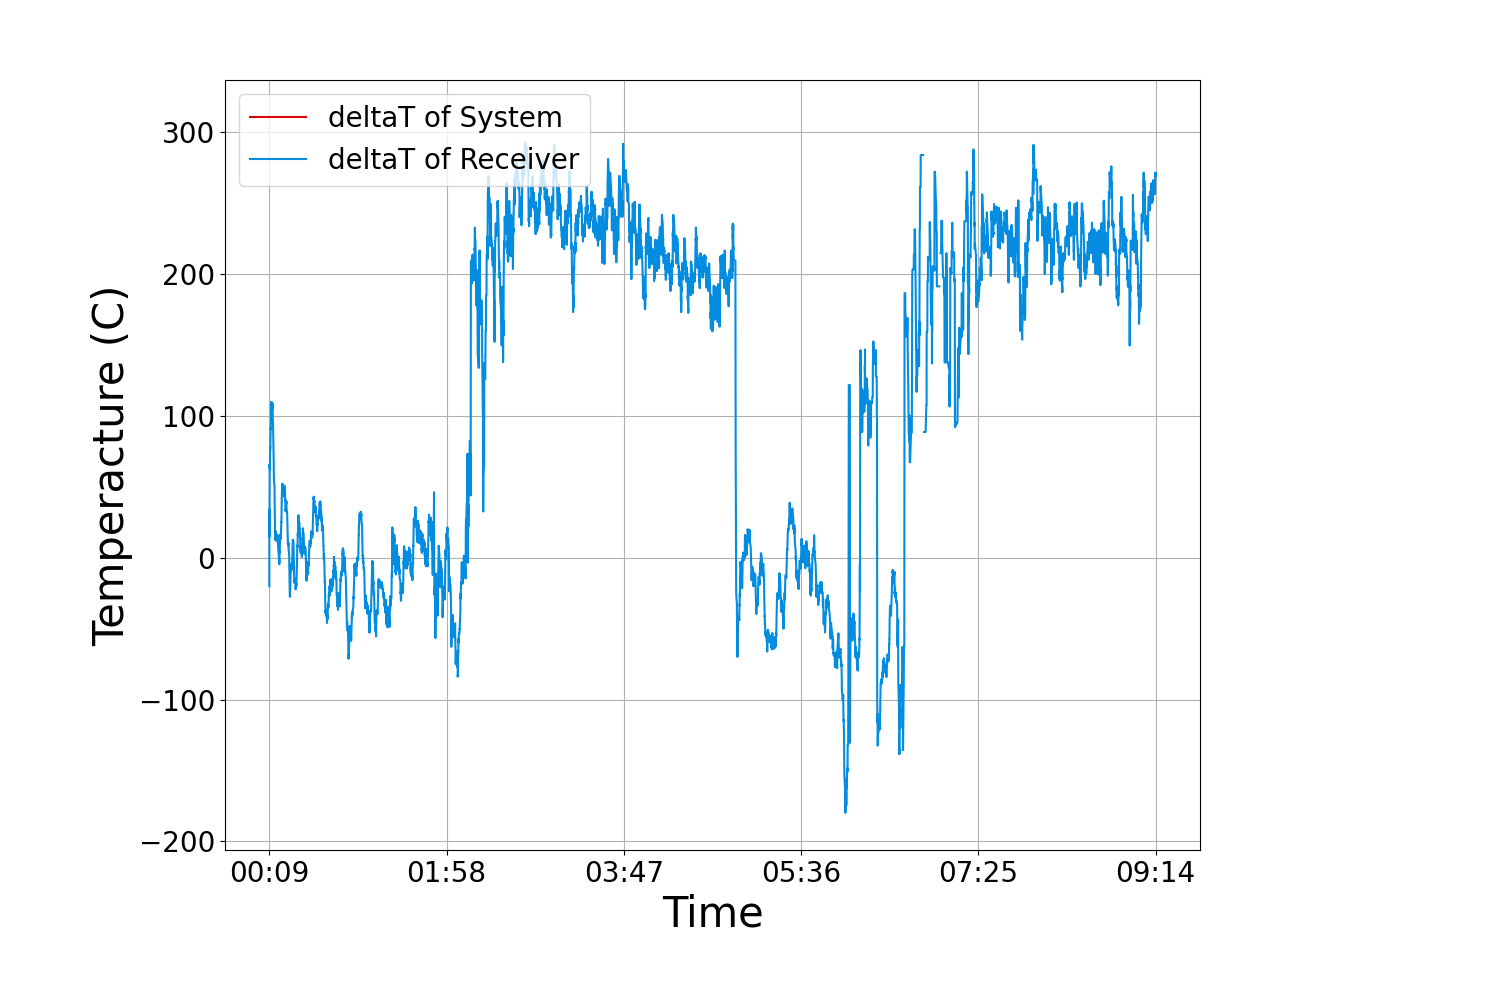 deltaT of System
deltaT of Receiver
300
200
100
0
−100
−200
Temperacture (C)
00:09 01:58 03:47 05:36 07:25 09:14
Time